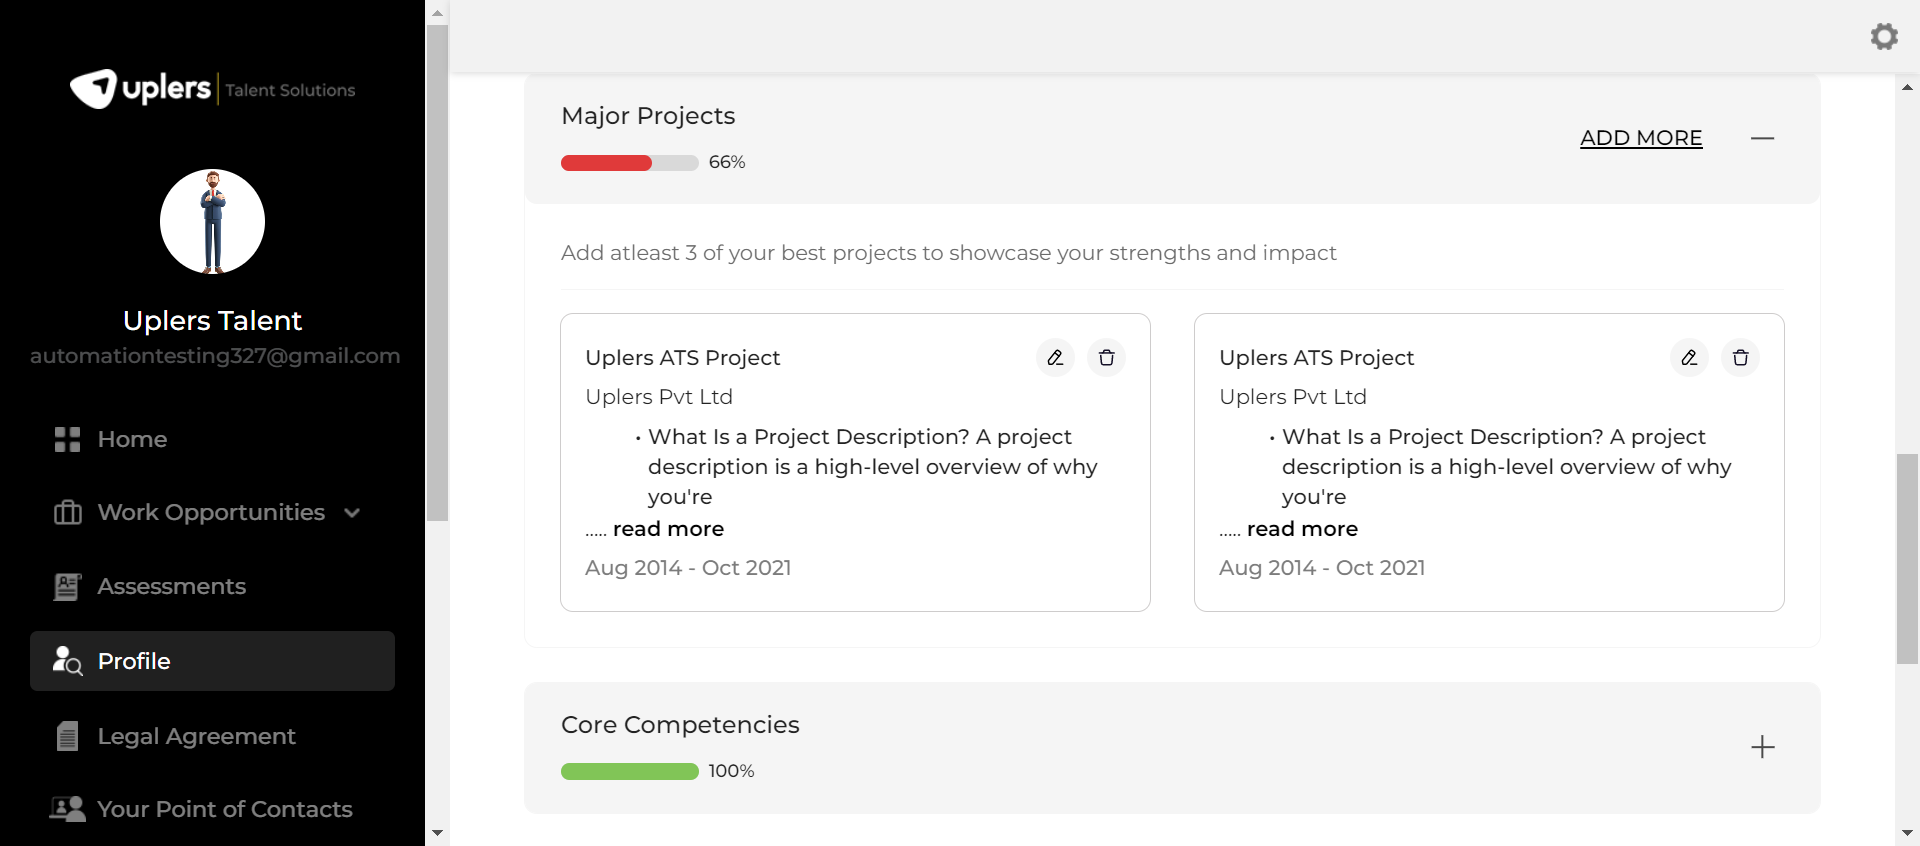 uplers Talent Solutions
Uplers Talent
automationtesting327@gmail.com
Home
Work Opportunities
Assessments
Profile
Legal Agreement
Your Point of Contacts
Major Projects
66%
ADD MORE
Add atleast 3 of your best projects to showcase your strengths and impact
Uplers ATS Project
Uplers Pvt Ltd
• What Is a Project Description? A project
description is a high-level overview of why
you're
..... read more
Aug 2014 - Oct 2021
Uplers ATS Project
Uplers Pvt Ltd
• What Is a Project Description? A project
description is a high-level overview of why
you're
..... read more
Aug 2014 - Oct 2021
Core Competencies
100%